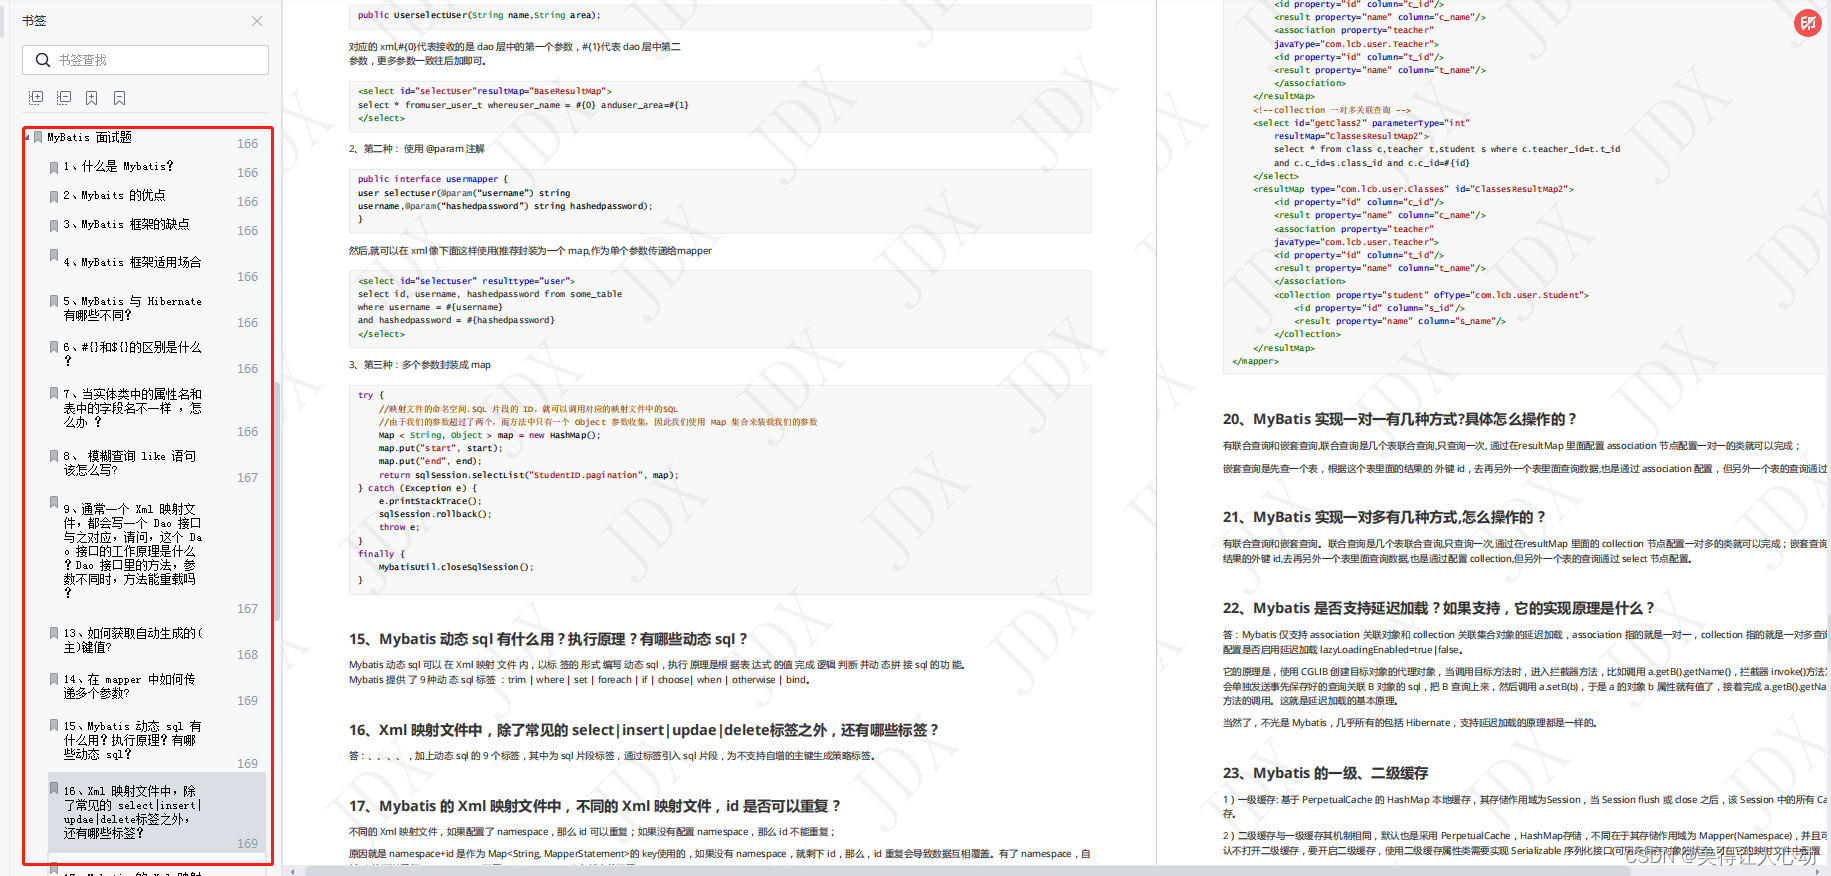 书签
书签查找
MyBatis 面试题
166
1、什么是 Mybatis?
166
2、Mybaits 的优点
166
3、MyBatis 框架的缺点
166
4、MyBatis 框架适用场合
166
5、MyBatis 与 Hibernate
有哪些不同?
166
6、#{}和${}的区别是什么
?
166
7、当实体类中的属性名和
表中的字段名不一样 ，怎
么办 ?
166
8、 模糊查询 like 语句
该怎么写?
167
9、通常一个 Xml 映射文
件，都会写一个 Dao 接口
与之对应，请问，这个 Da
o 接口的工作原理是什么
? Dao 接口里的方法，参
数不同时，方法能重载吗
?
167
13、如何获取自动生成的(
主)键值?
168
14、在 mapper 中如何传
递多个参数?
169
15、Mybatis 动态 sql 有
什么用? 执行原理? 有哪
些动态 sql?
169
16、Xml 映射文件中，除
了常见的 select|insert|
updae|delete标签之外，
还有哪些标签?
169
public UserselectUser(String name,String area);
对应的 xml,#{0}代表接收的是 dao 层中的第一个参数，#{1}代表 dao 层中第二
参数，更多参数一致往后加即可。
<select id="selectUser"resultMap="BaseResultMap">
select * fromuser_user_t whereuser_name = #{0} anduser_area=#{1}
</select>
2、第二种： 使用 @param 注解
public interface usermapper {
user selectuser(@param("username") string
username,@param("hashedpassword") string hashedpassword);
}
然后,就可以在 xml 像下面这样使用(推荐封装为一个 map,作为单个参数传递给mapper
<select id="selectuser" resulttype="user">
select id, username, hashedpassword from some_table
where username = #{username}
and hashedpassword = #{hashedpassword}
</select>
3、第三种：多个参数封装成 map
try {
//映射文件的命名空间.SQL 片段的 ID，就可以调用对应的映射文件中的SQL
//由于我们的参数超过了两个，而方法中只有一个 Object 参数收集，因此我们使用 Map 集合来装载我们的参数
Map < String, Object > map = new HashMap();
map.put("start", start);
map.put("end", end);
return sqlSession.selectList("StudentID.pagination", map);
} catch (Exception e) {
e.printStackTrace();
sqlSession.rollback();
throw e;
}
finally {
MybatisUtil.closeSqlSession();
}
15、Mybatis 动态 sql 有什么用？执行原理？有哪些动态 sql？
Mybatis 动态 sql 可以 在 Xml 映射 文件 内，以标 签的 形式 编写 动态 sql，执行 原理是根 据表 达式 的值 完成 逻辑 判断 并动 态拼 接 sql 的功 能。
Mybatis 提供 了 9 种动 态 sql 标签 ：trim | where | set | foreach | if | choose| when | otherwise | bind。
16、Xml 映射文件中，除了常见的 select|insert|updae|delete标签之外，还有哪些标签？
答：、、、、，加上动态 sql 的 9 个标签，其中为 sql 片段标签，通过标签引入 sql 片段，为不支持自增的主键生成策略标签。
17、Mybatis 的 Xml 映射文件中，不同的 Xml 映射文件，id 是否可以重复？
不同的 Xml 映射文件，如果配置了 namespace，那么 id 可以重复；如果没有配置 namespace，那么 id 不能重复；
原因就是 namespace+id 是作为 Map<String, MapperStatement>的 key使用的，如果没有 namespace，就剩下 id，那么，id 重复会导致数据互相覆盖。有了 namespace，自
<id property="id" column="c_id"/>
<result property="name" column="c_name"/>
<association property="teacher"
javaType="com.lcb.user.Teacher">
<id property="id" column="t_id"/>
<result property="name" column="t_name"/>
</association>
</resultMap>
<!--collection 一对多关联查询 -->
<select id="getClass2" parameterType="int"
resultMap="ClassesResultMap2">
select * from class c,teacher t,student s where c.teacher_id=t.t_id
and c.c_id=s.class_id and c.c_id=#{id}
</select>
<resultMap type="com.lcb.user.Classes" id="ClassesResultMap2">
<id property="id" column="c_id"/>
<result property="name" column="c_name"/>
<association property="teacher"
javaType="com.lcb.user.Teacher">
<id property="id" column="t_id"/>
<result property="name" column="t_name"/>
</association>
<collection property="student" ofType="com.lcb.user.Student">
<id property="id" column="s_id"/>
<result property="name" column="s_name"/>
</collection>
</resultMap>
</mapper>
20、MyBatis 实现一对一有几种方式?具体怎么操作的？
有联合查询和嵌套查询,联合查询是几个表联合查询,只查询一次, 通过在resultMap 里面配置 association 节点配置一对一的类就可以完成；
嵌套查询是先查一个表，根据这个表里面的结果的 外键 id，去再另外一个表里面查询数据,也是通过 association 配置，但另外一个表的查询通过
21、MyBatis 实现一对多有几种方式,怎么操作的？
有联合查询和嵌套查询。联合查询是几个表联合查询,只查询一次,通过在resultMap 里面的 collection 节点配置一对多的类就可以完成；嵌套查询
结果的外键 id,去再另外一个表里面查询数据,也是通过配置 collection,但另外一个表的查询通过 select 节点配置。
22、Mybatis 是否支持延迟加载？如果支持，它的实现原理是什么？
答：Mybatis 仅支持 association 关联对象和 collection 关联集合对象的延迟加载，association 指的就是一对一，collection 指的就是一对多查询
配置是否启用延迟加载 lazyLoadingEnabled=true|false。
它的原理是，使用 CGLIB 创建目标对象的代理对象，当调用目标方法时，进入拦截器方法，比如调用 a.getB().getName()，拦截器 invoke()方法
会单独发送事先保存好的查询关联 B 对象的 sql，把 B 查询上来，然后调用 a.setB(b)，于是 a 的对象 b 属性就有值了，接着完成 a.getB().getNa
方法的调用。这就是延迟加载的基本原理。
当然了，不光是 Mybatis，几乎所有的包括 Hibernate，支持延迟加载的原理都是一样的。
23、Mybatis 的一级、二级缓存
1）一级缓存: 基于 PerpetualCache 的 HashMap 本地缓存，其存储作用域为Session，当 Session flush 或 close 之后，该 Session 中的所有 Ca
存。
2）二级缓存与一级缓存其机制相同，默认也是采用 PerpetualCache，HashMap存储，不同在于其存储作用域为 Mapper(Namespace)，并且可
认不打开二级缓存，要开启二级缓存，使用二级缓存属性类需要实现 Serializable 序列化接口(可用来保存对象的状态),可在它的映射文件中配置
CSDN @美得让人心动